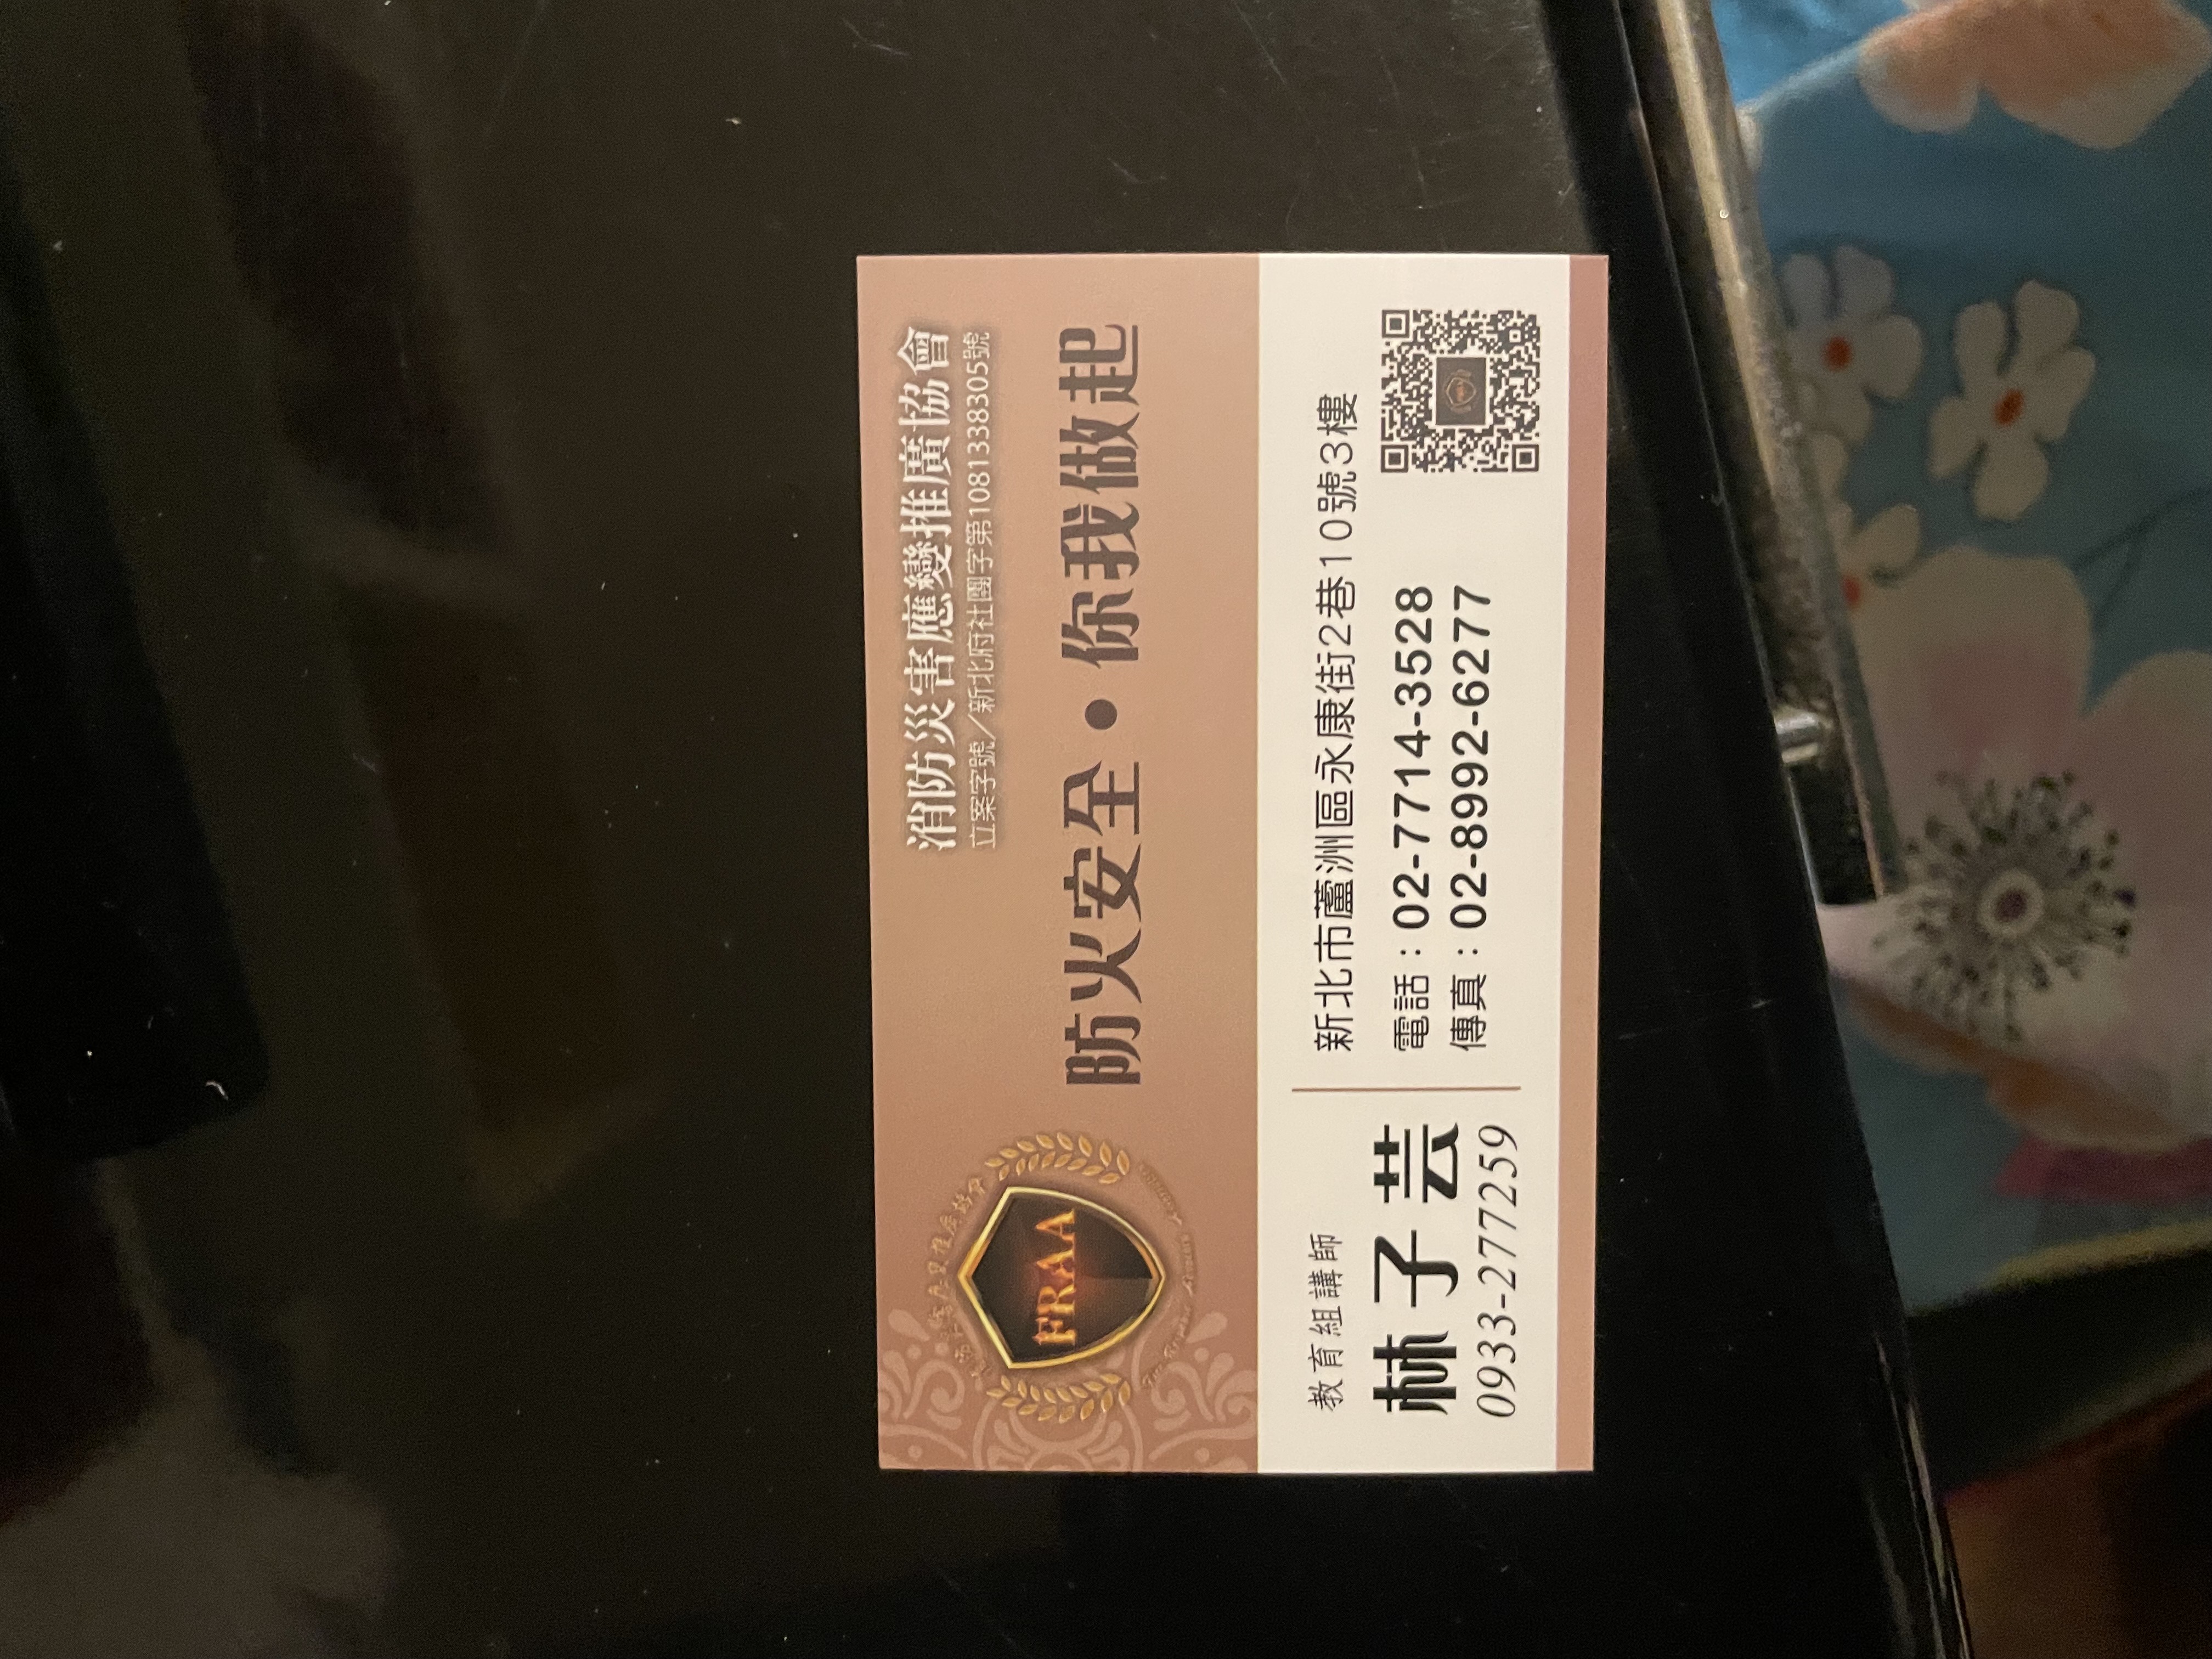 消防災害應變推廣協會
立案字號／新北府社團字第1081338305號
FRAA
防火安全・你我做起
教育組講師
林子芸
0933-277259
新北市蘆洲區永康街2巷10號3樓
電話：02-7714-3528
傳真：02-8992-6277